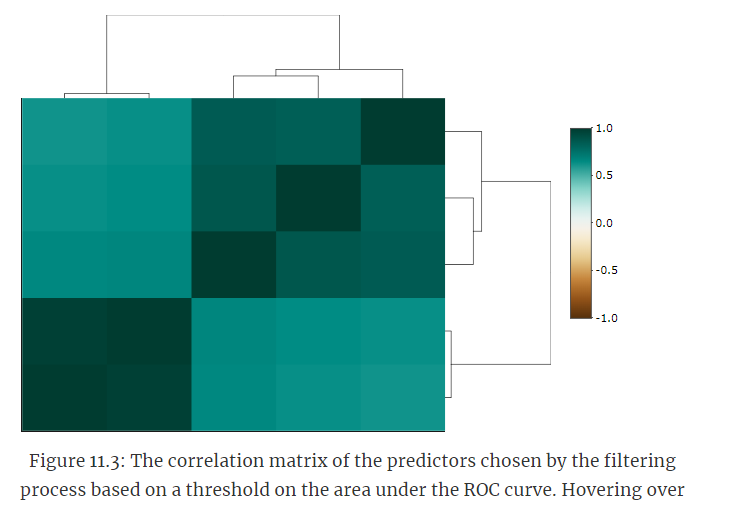 1.0
0.5
0.0
-0.5
-1.0
Figure 11.3: The correlation matrix of the predictors chosen by the filtering
process based on a threshold on the area under the ROC curve. Hovering over